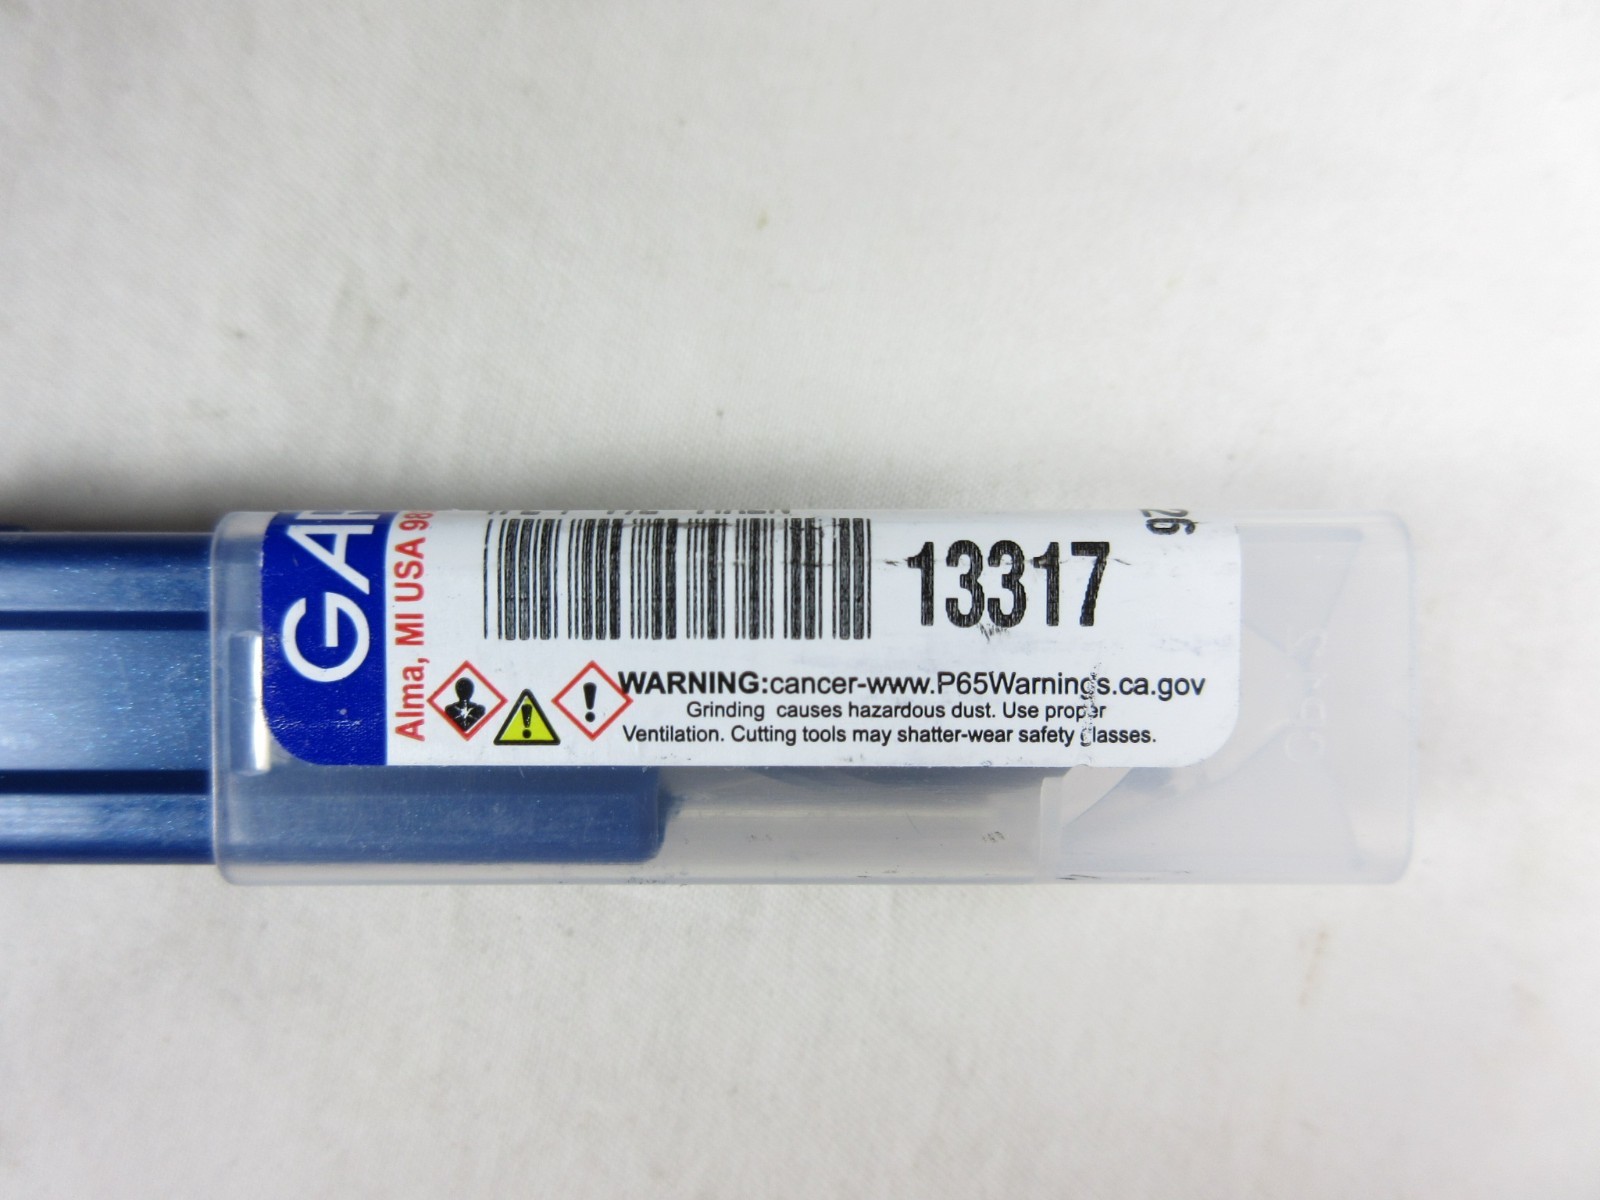 GA
Alma, MI USA 98
26
13317
WARNING:cancer-www.P65Warnings.ca.gov
Grinding causes hazardous dust. Use proper
Ventilation. Cutting tools may shatter-wear safety glasses.